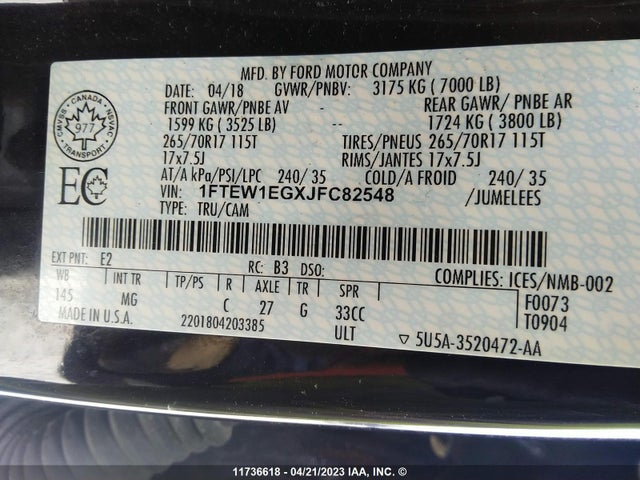 MFD. BY FORD MOTOR COMPANY
DATE: 04/18 GVWR/PNBV: 3175 KG ( 7000 LB)
FRONT GAWR/PNBE AV -- REAR GAWR/ PNBE AR
1599 KG ( 3525 LB) -- 1724 KG ( 3800 LB)
265/70R17 115T TIRES/PNEUS 265/70R17 115T
17x7.5J RIMS/JANTES 17x7.5J
AT/A kPa/PSI/LPC 240/ 35 COLD/A FROID 240/ 35
VIN: 1FTEW1EGXJFC82548 /JUMELEES
TYPE: TRU/CAM
CANADA
CMVSS
NSVAC
977
TRANSPORT
EC
EXT PNT: E2 RC: B3 DSO: COMPLIES: ICES/NMB-002
WB INT TR TP/PS R AXLE TR SPR F0073
145 MG C 27 G 33CC T0904
MADE IN U.S.A. 2201804203385 ULT ▽ 5U5A-3520472-AA
11736618 - 04/21/2023 IAA, Inc. ©